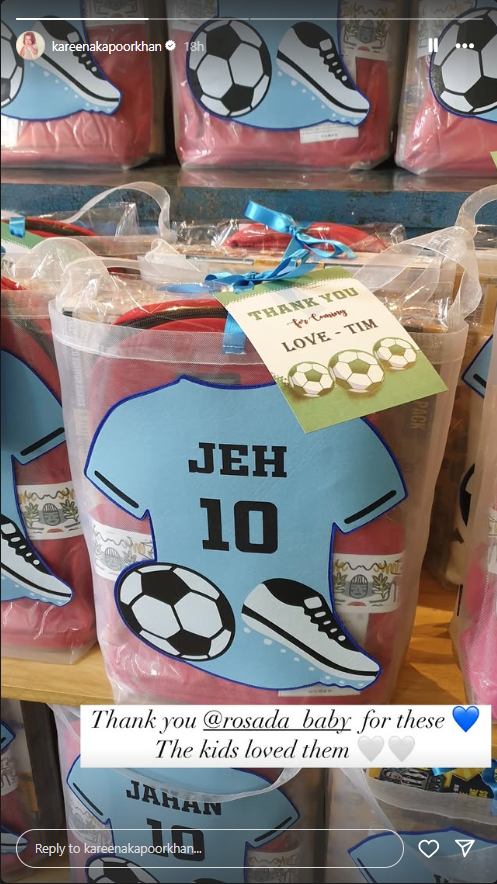 kareenakapoorkhan 18h
THANK YOU
for Coming
LOVE - TIM
JEH
10
PACK
Thank you @rosada_baby for these 💙
The kids loved them 🤍🤍
JAHAN
10
Reply to kareenakapoorkhan...